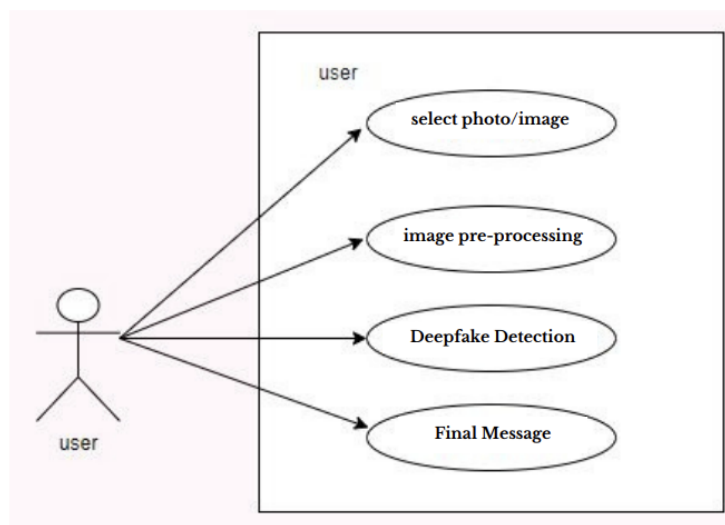 user
select photo/image
image pre-processing
Deepfake Detection
Final Message
user